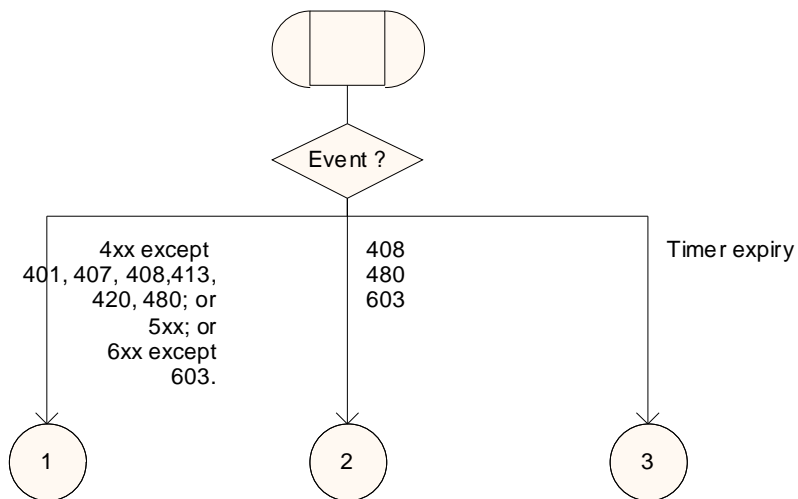 Event ?
4xx except
401, 407, 408,413,
420, 480; or
5xx; or
6xx except
603.
408
480
603
Timer expiry
1
2
3